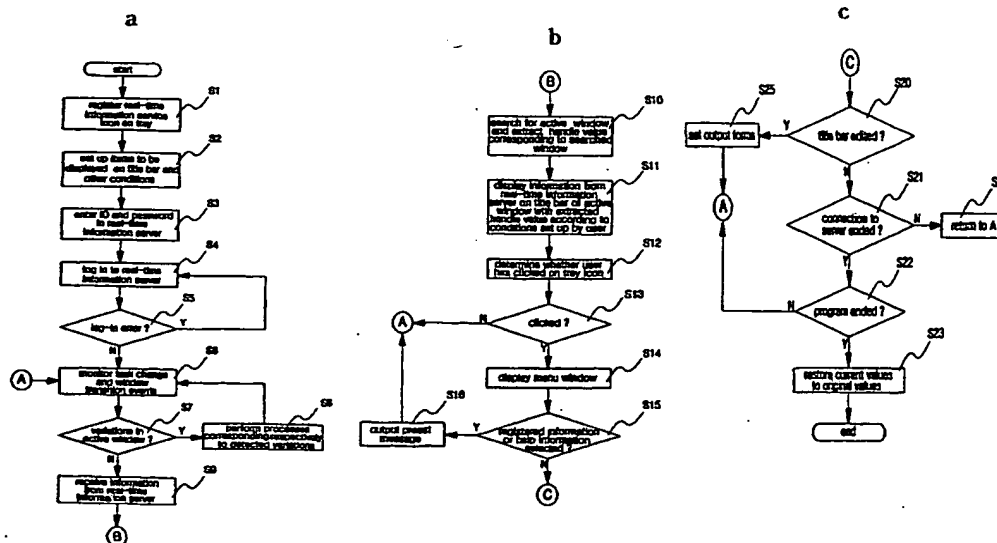 a
start
S1
register real-time
information service
icon on tray
S2
set up forms to be
displayed on title bar and
other conditions
S3
enter ID and password
in real-time
information server
S4
log in to real-time
information server
S5
log-in error ?
Y
N
A
S6
monitor task change
and window
transition events
S7
variations in
active window ?
Y
N
perform processes
corresponding respectively
to detected variations
S9
receive information
from real-time
information server
B
b
B
S10
search for active window,
and extract handle value
corresponding to searched
window
S11
display information from
real-time information
server on title bar of active
window with extracted
handle value according to
conditions set up by user
S12
determine whether user
has clicked on tray icon
S13
clicked ?
N
Y
A
S14
display menu window
S15
registered information
or help information
selected ?
Y
N
S16
output preset
message
C
c
C
S20
title bar edited ?
Y
N
S25
set output forms
A
S21
connection to
server ended ?
N
Y
return to A
S22
program ended ?
N
Y
S23
restore current values
to original values
end